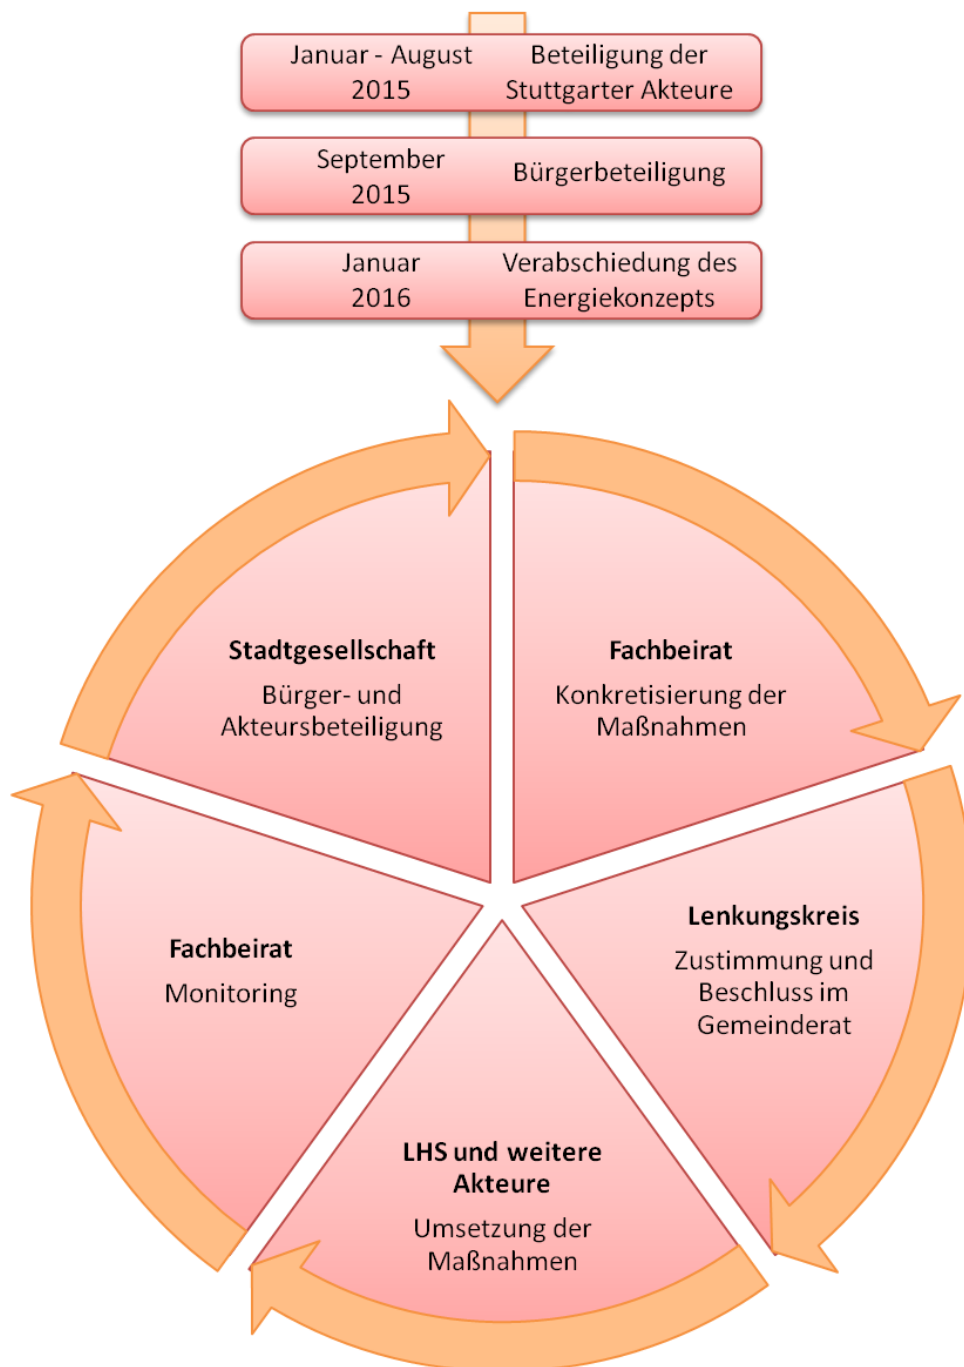 Januar - August
2015
Beteiligung der
Stuttgarter Akteure
September
2015
Bürgerbeteiligung
Januar
2016
Verabschiedung des
Energiekonzepts
Fachbeirat
Konkretisierung der
Maßnahmen
Lenkungskreis
Zustimmung und
Beschluss im
Gemeinderat
LHS und weitere
Akteure
Umsetzung der
Maßnahmen
Fachbeirat
Monitoring
Stadtgesellschaft
Bürger- und
Akteursbeteiligung